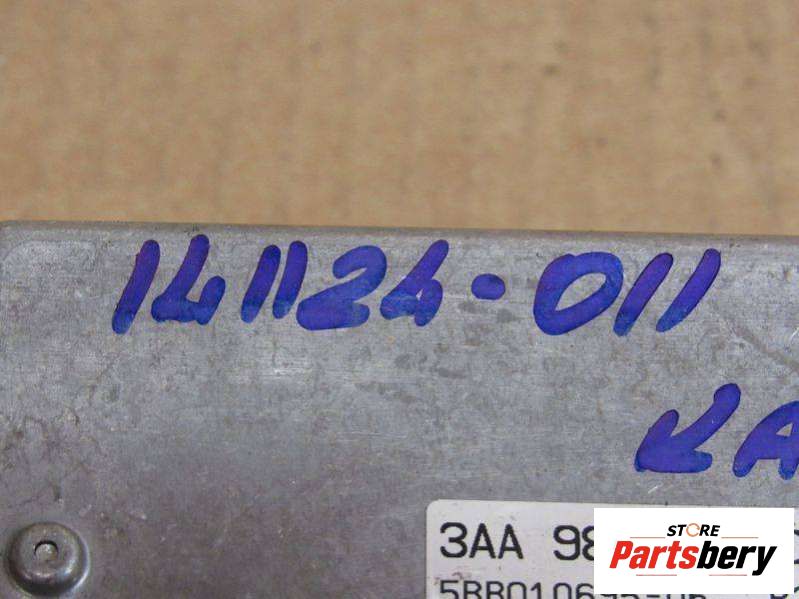 141124-011
KA
3AA 98
STORE
Partsbery